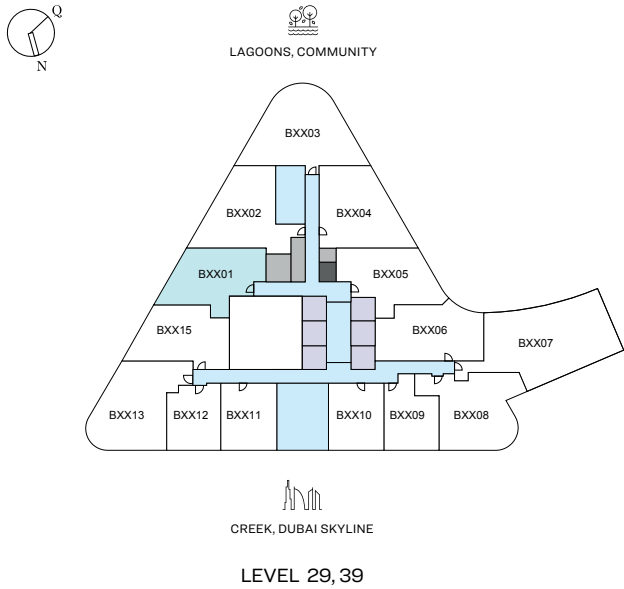 Q
N
LAGOONS, COMMUNITY
BXX03
BXX02
BXX04
BXX01
BXX05
BXX15
BXX06
BXX07
BXX13
BXX12
BXX11
BXX10
BXX09
BXX08
CREEK, DUBAI SKYLINE
LEVEL 29, 39